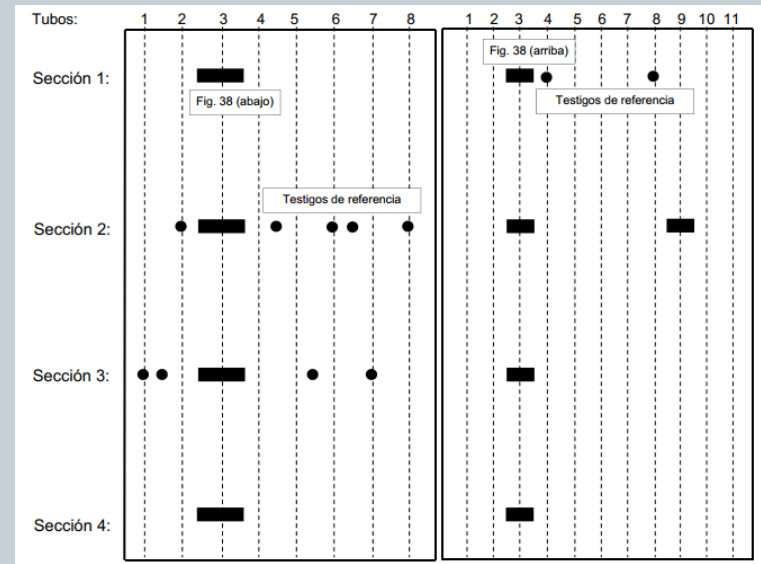 Tubos: 1 2 3 4 5 6 7 8 1 2 3 4 5 6 7 8 9 10 11
Fig. 38 (arriba)
Sección 1:
Fig. 38 (abajo) Testigos de referencia
Testigos de referencia
Sección 2:
Sección 3:
Sección 4: